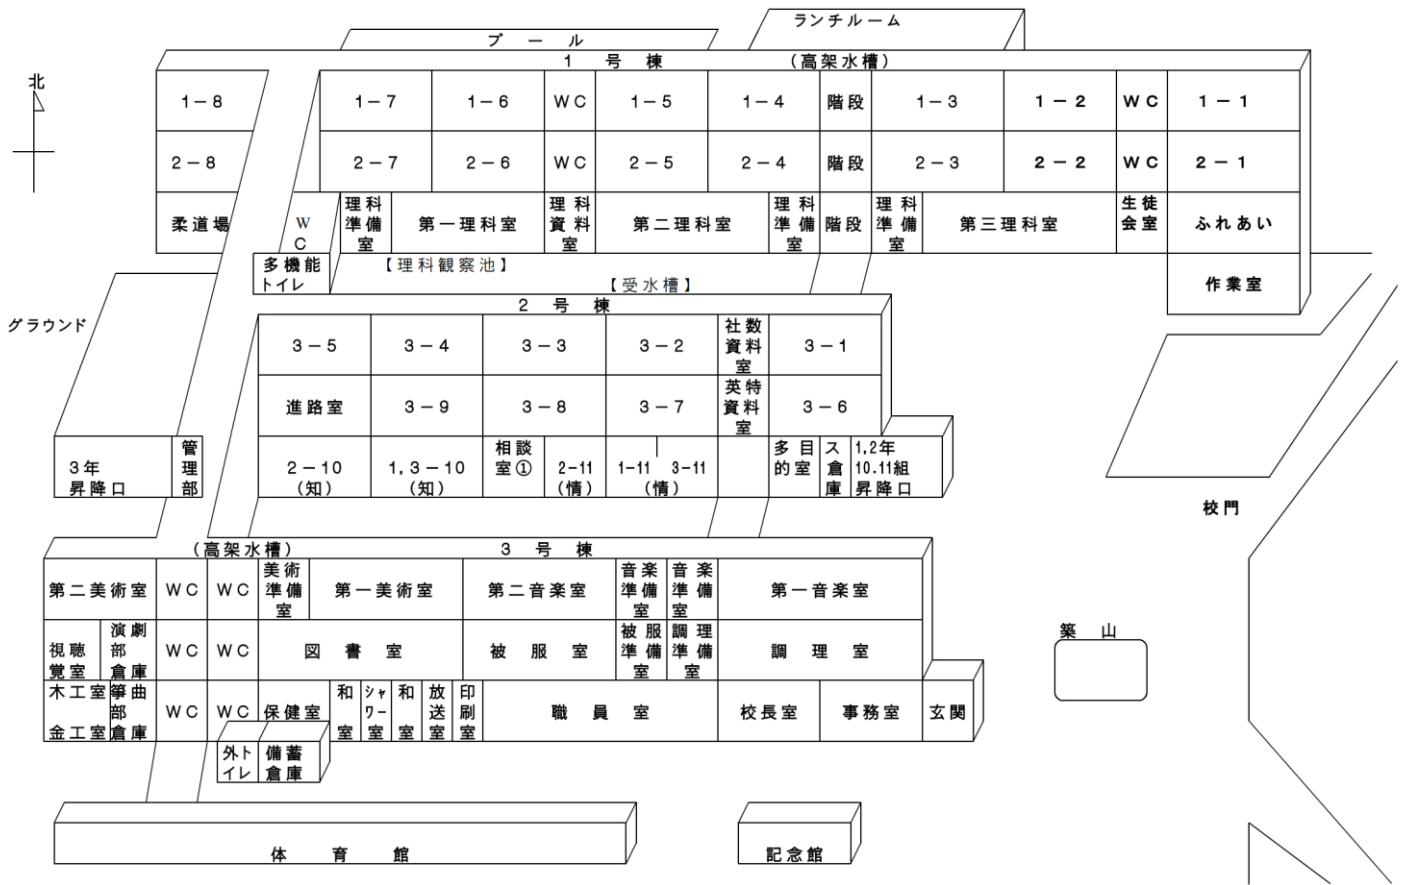 ランチルーム
プール
1号棟 (高架水槽)
北
1－8 1－7 1－6 WC 1－5 1－4 階段 1－3 1－2 WC 1－1
2－8 2－7 2－6 WC 2－5 2－4 階段 2－3 2－2 WC 2－1
柔道場 WC 理科準備室 第一理科室 理科資料室 第二理科室 理科準備室 階段 理科準備室 第三理科室 生徒会室 ふれあい
多機能トイレ 【理科観察池】
【受水槽】
作業室
2号棟
グラウンド
3－5 3－4 3－3 3－2 社数資料室 3－1
進路室 3－9 3－8 3－7 英特資料室 3－6
3年昇降口 管理部 2－10(知) 1,3－10(知) 相談室① 2-11(情) 1-11 3-11(情) 多目的室 ス倉庫 1,2年10.11組昇降口
校門
(高架水槽) 3号棟
第二美術室 WC WC 美術準備室 第一美術室 第二音楽室 音楽準備室 音楽準備室 第一音楽室
視聴覚室 演劇部倉庫 WC WC 図書室 被服室 被服準備室 調理準備室 調理室
築山
木工室 金工室 箏曲部倉庫 WC WC 保健室 和室 シャワー室 和室 放送室 印刷室 職員室 校長室 事務室 玄関
外トイレ 備蓄倉庫
体育館 記念館